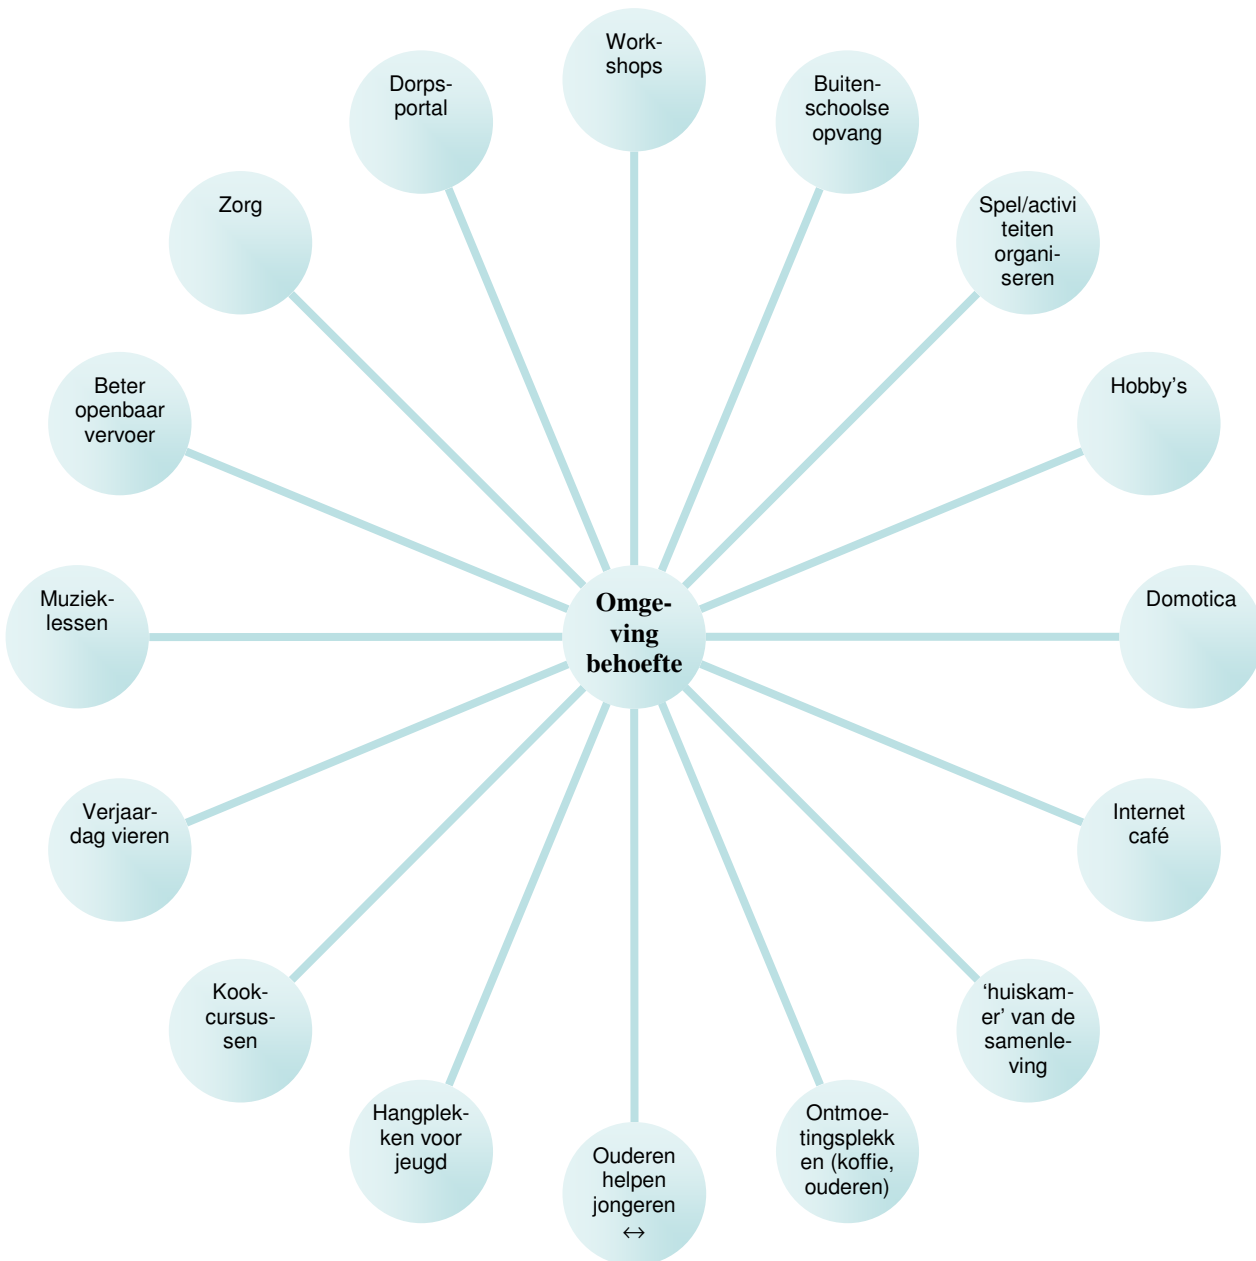 Work-
shops
Buiten-
schoolse
opvang
Spel/activi
teiten
organi-
seren
Hobby's
Domotica
Internet
café
‘huiskam-
er’ van de
samenle-
ving
Ontmoe-
tingsplekk
en (koffie,
ouderen)
Ouderen
helpen
jongeren
↔
Hangplek-
ken voor
jeugd
Kook-
cursus-
sen
Verjaar-
dag vieren
Muziek-
lessen
Beter
openbaar
vervoer
Zorg
Dorps-
portal
Omge-
ving
behoefte